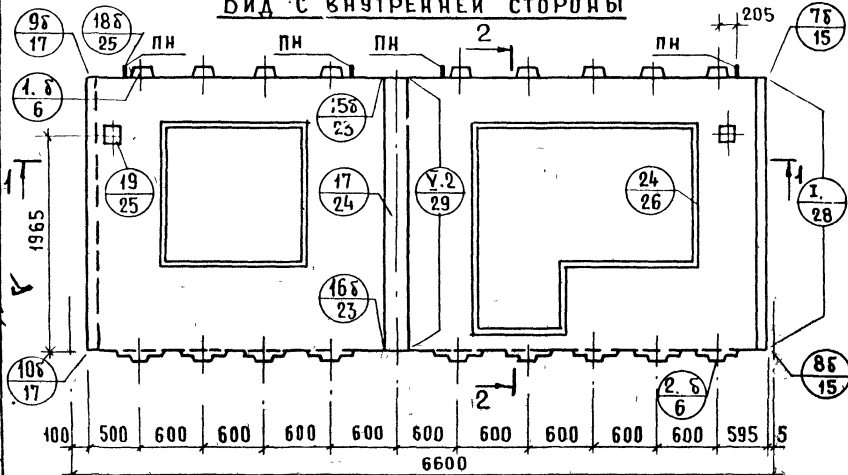 ВИД С ВНУТРЕННЕЙ СТОРОНЫ
9б
17
18б
25
ПН
ПН
ПН
2
ПН
205
7б
15
1. б
6
15б
23
1
19
25
17
24
V.2
29
24
26
1
I.
28
1965
16б
23
10б
17
2
2. б
6
8б
15
100 500 600 600 600 600 600 600 600 600 600 595 5
6600